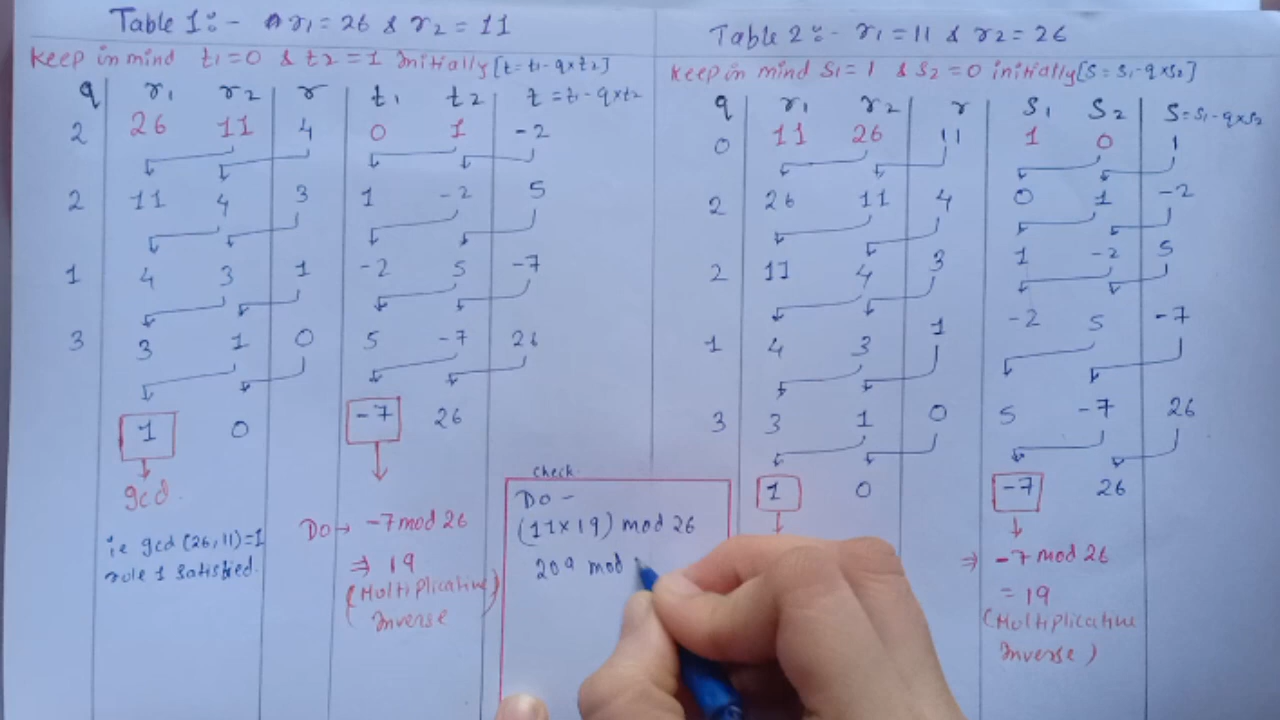 Table 1:- r1 = 26 & r2 = 11
Keep in mind t1=0 & t2=1 Initially [t=t1-q×t2]
q r1 r2 r t1 t2 t=t1-q×t2
2 26 11 4 0 1 -2
2 11 4 3 1 -2 5
1 4 3 1 -2 5 -7
3 3 1 0 5 -7 26
1 0 -7 26
gcd
ie gcd (26,11)=1
rule 1 satisfied.
Do → -7 mod 26
⇒ 19
(Multiplicative
Inverse)
check
Do -
(11×19) mod 26
209 mod
Table 2:- r1=11 & r2=26
Keep in mind S1=1 & S2=0 initially [S=S1-q×S2]
q r1 r2 r S1 S2 S=S1-q×S2
0 11 26 11 1 0 1
2 26 11 4 0 1 -2
2 11 4 3 1 -2 5
1 4 3 1 -2 5 -7
3 3 1 0 5 -7 26
1 0 -7 26
⇒ -7 mod 26
= 19
(Multiplicative
Inverse)